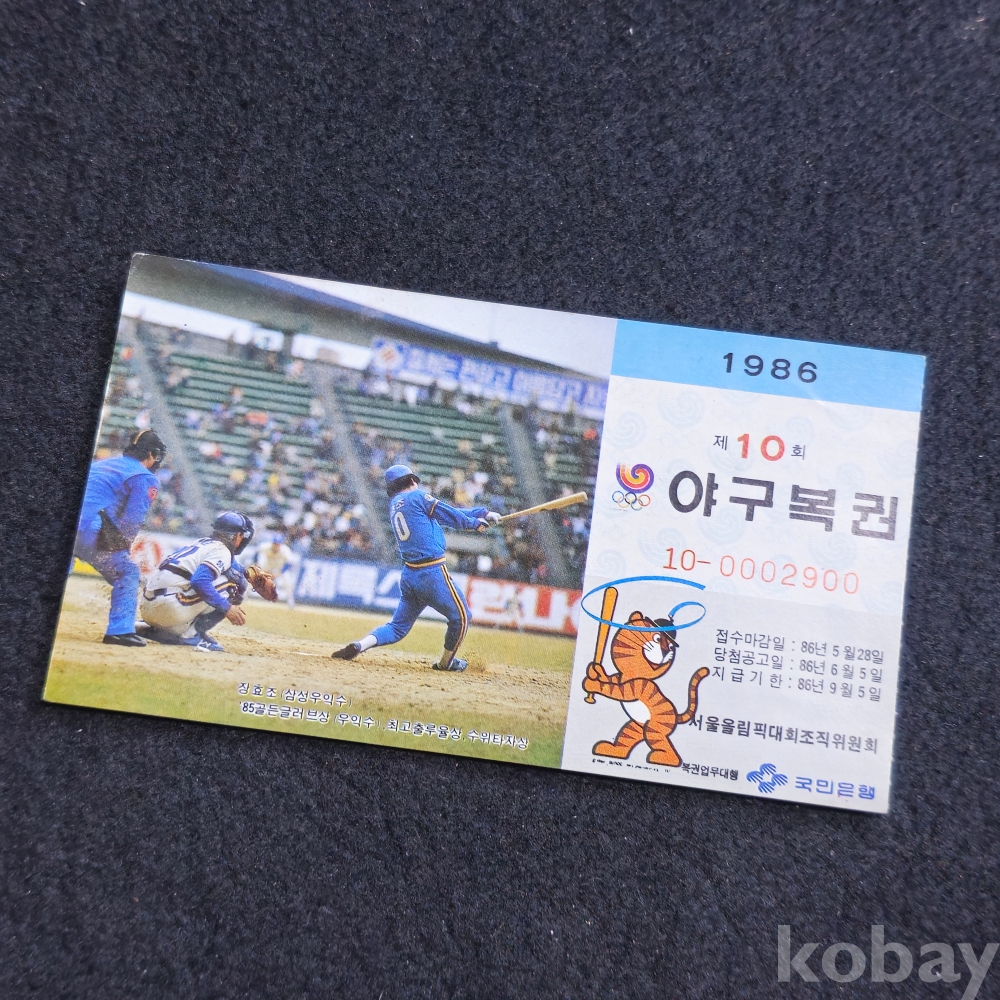 1986
제10회
야구복권
10-0002900
접수마감일 : 86년 5월28일
당첨공고일 : 86년 6월 5일
지급기한 : 86년 9월 5일
서울올림픽대회조직위원회
복권업무대행 국민은행
장효조 (삼성우익수)
'85골든글러브상 (우익수), 최고출루율상, 수위타자상
제록스
0
kobay